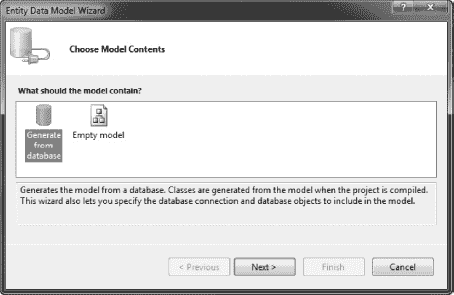 Entity Data Model Wizard
Choose Model Contents
What should the model contain?
Generate
from
database
Empty model
Generates the model from a database. Classes are generated from the model when the project is compiled.
This wizard also lets you specify the database connection and database objects to include in the model.
< Previous
Next >
Finish
Cancel